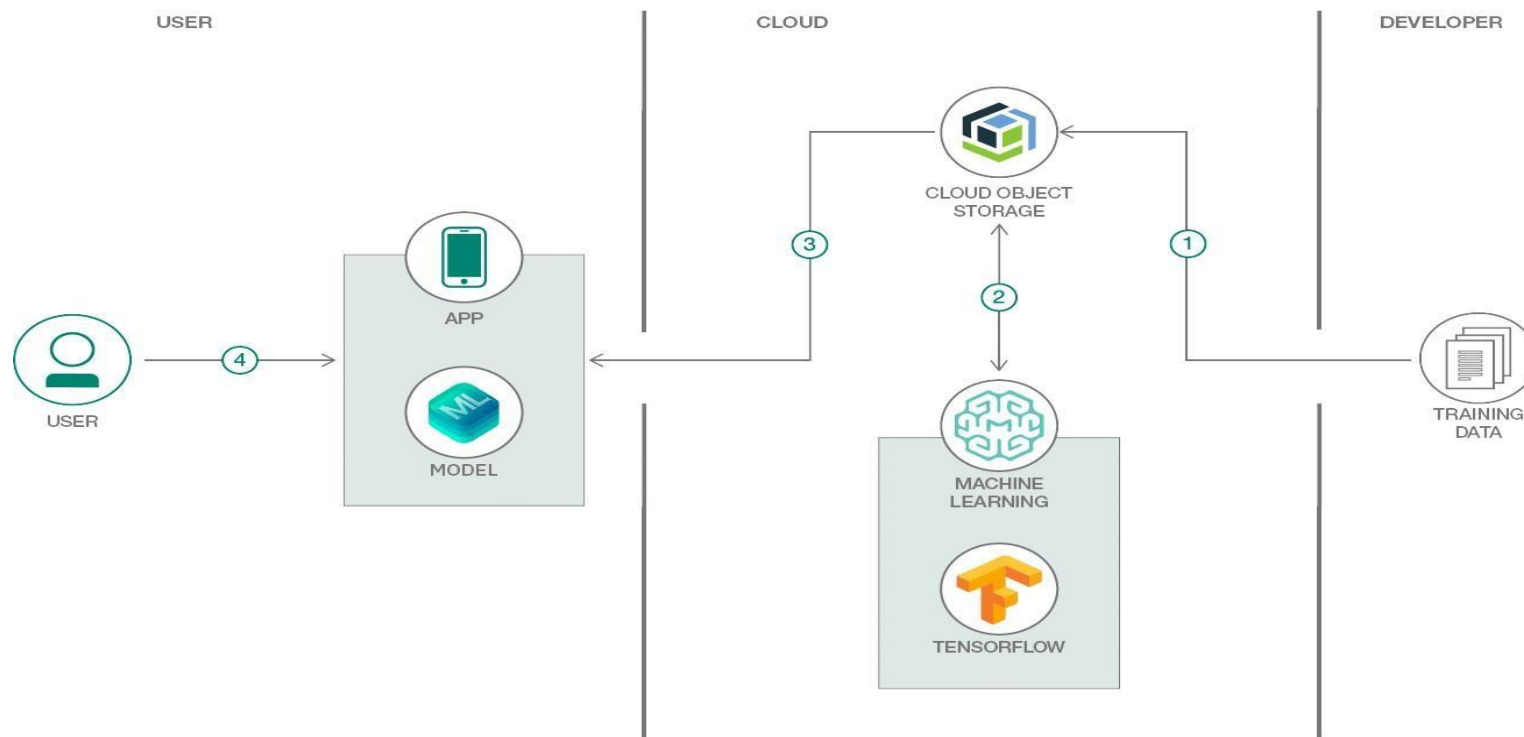 USER
CLOUD
DEVELOPER
CLOUD OBJECT
STORAGE
3
1
APP
2
4
USER
ML
MODEL
TRAINING
DATA
MACHINE
LEARNING
TENSORFLOW